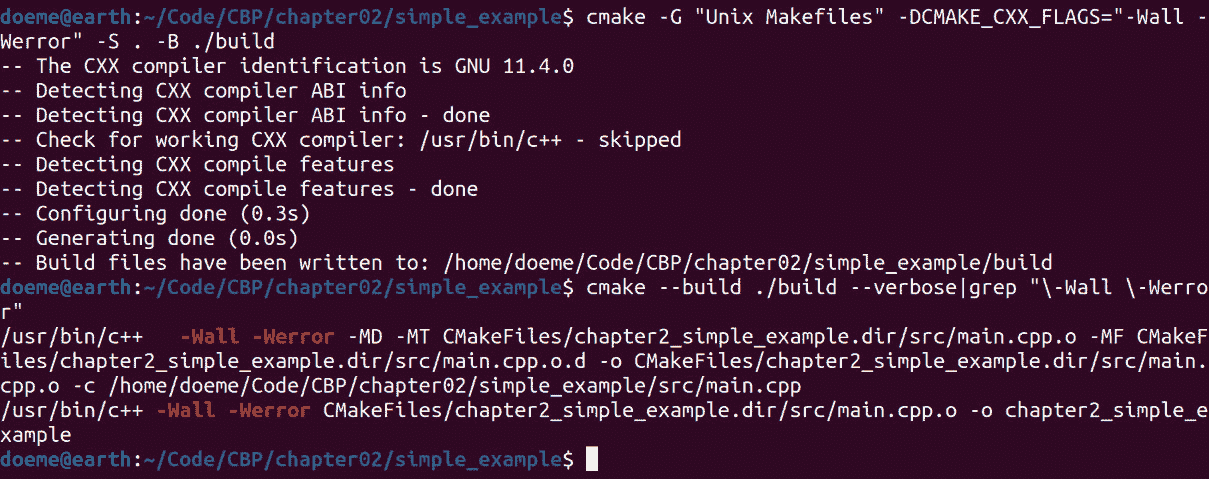 doeme@earth:~/Code/CBP/chapter02/simple_example$ cmake -G "Unix Makefiles" -DCMAKE_CXX_FLAGS="-Wall -
Werror" -S . -B ./build
-- The CXX compiler identification is GNU 11.4.0
-- Detecting CXX compiler ABI info
-- Detecting CXX compiler ABI info - done
-- Check for working CXX compiler: /usr/bin/c++ - skipped
-- Detecting CXX compile features
-- Detecting CXX compile features - done
-- Configuring done (0.3s)
-- Generating done (0.0s)
-- Build files have been written to: /home/doeme/Code/CBP/chapter02/simple_example/build
doeme@earth:~/Code/CBP/chapter02/simple_example$ cmake --build ./build --verbose|grep "\-Wall \-Werro
r"
/usr/bin/c++   -Wall -Werror -MD -MT CMakeFiles/chapter2_simple_example.dir/src/main.cpp.o -MF CMakeF
iles/chapter2_simple_example.dir/src/main.cpp.o.d -o CMakeFiles/chapter2_simple_example.dir/src/main.
cpp.o -c /home/doeme/Code/CBP/chapter02/simple_example/src/main.cpp
/usr/bin/c++ -Wall -Werror CMakeFiles/chapter2_simple_example.dir/src/main.cpp.o -o chapter2_simple_e
xample
doeme@earth:~/Code/CBP/chapter02/simple_example$